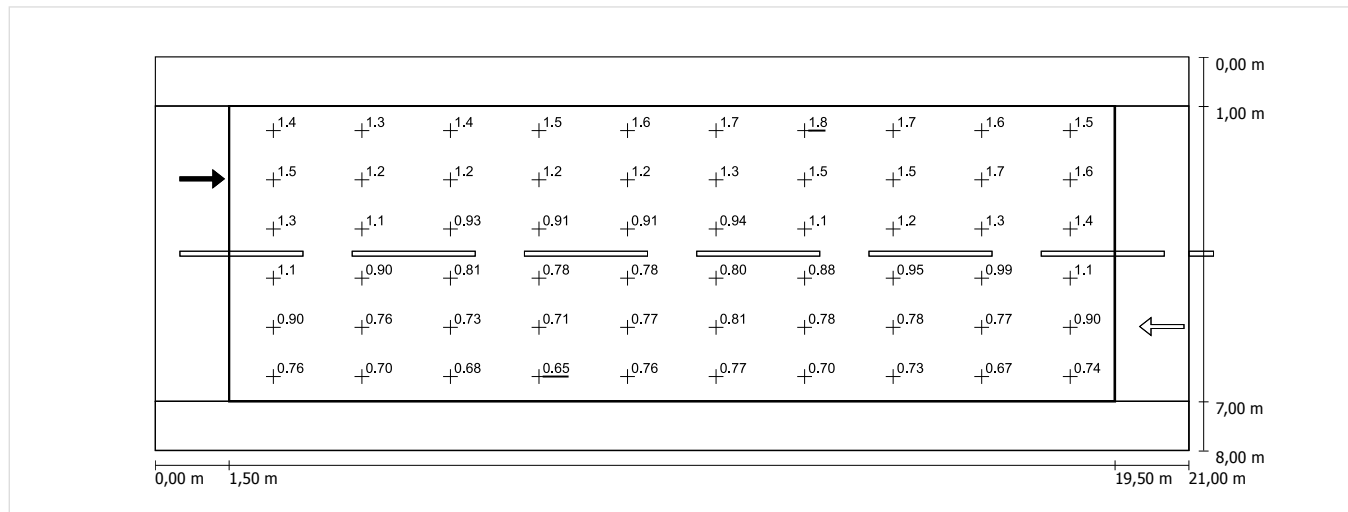 0,00 m
1,00 m
1.4 1.3 1.4 1.5 1.6 1.7 1.8 1.7 1.6 1.5
1.5 1.2 1.2 1.2 1.2 1.3 1.5 1.5 1.7 1.6
1.3 1.1 0.93 0.91 0.91 0.94 1.1 1.2 1.3 1.4
1.1 0.90 0.81 0.78 0.78 0.80 0.88 0.95 0.99 1.1
0.90 0.76 0.73 0.71 0.77 0.81 0.78 0.78 0.77 0.90
0.76 0.70 0.68 0.65 0.76 0.77 0.70 0.73 0.67 0.74
7,00 m
8,00 m
0,00 m 1,50 m 19,50 m 21,00 m